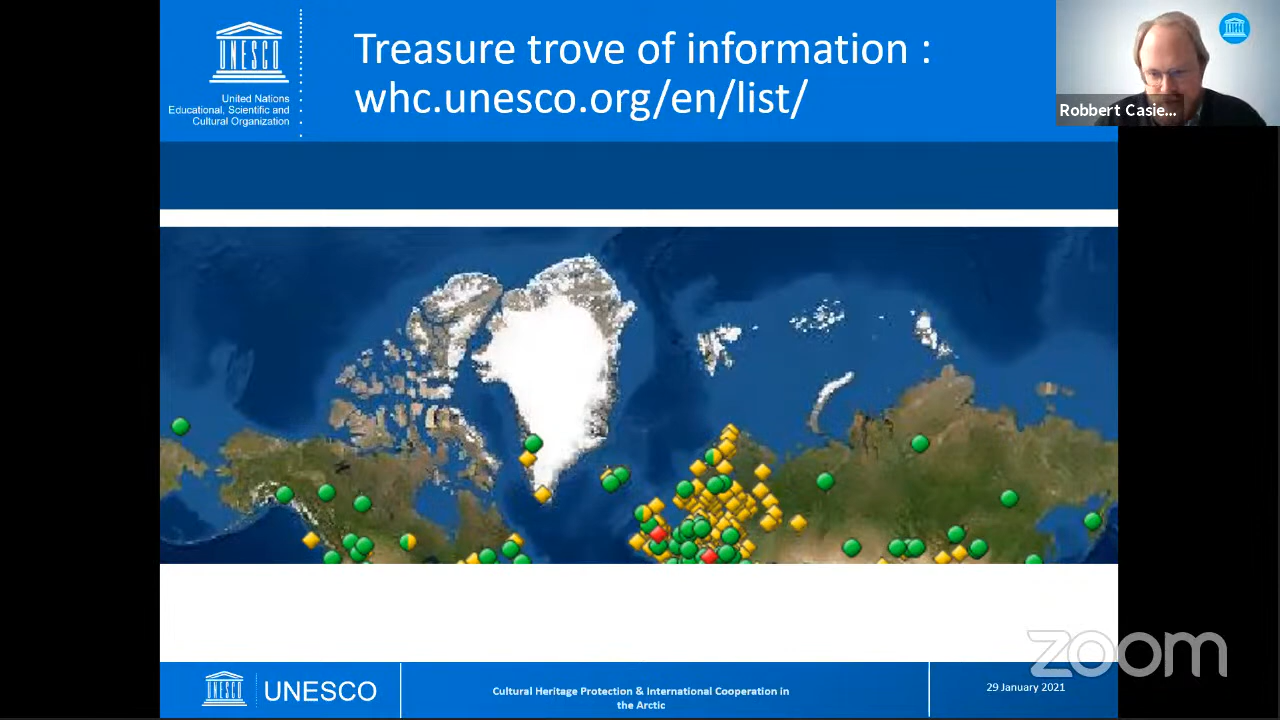 UNESCO
United Nations
Educational, Scientific and
Cultural Organization
Treasure trove of information :
whc.unesco.org/en/list/
Robbert Casie...
zoom
UNESCO
UNESCO
Cultural Heritage Protection & International Cooperation in
the Arctic
29 January 2021